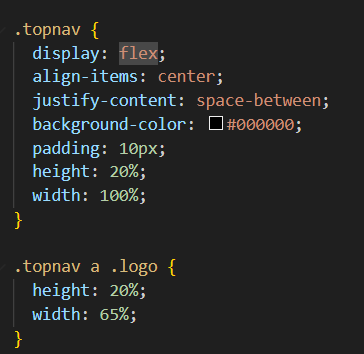 .topnav {
display: flex;
align-items: center;
justify-content: space-between;
background-color: #000000;
padding: 10px;
height: 20%;
width: 100%;
}
.topnav a .logo {
height: 20%;
width: 65%;
}